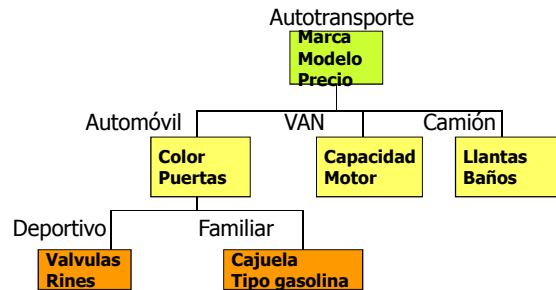 Autotransporte
Marca
Modelo
Precio
Automóvil
VAN
Camión
Color
Puertas
Capacidad
Motor
Llantas
Baños
Deportivo
Familiar
Valvulas
Rines
Cajuela
Tipo gasolina